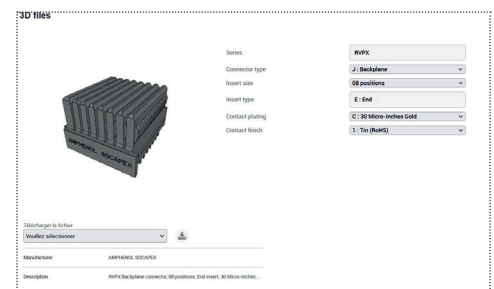 3D files
Series RVPX
Connector type J : Backplane
Insert size 08 positions
Insert type E : End
Contact plating C : 30 Micro-Inches Gold
Contact finish 1 : Tin (RoHS)
AMPHENOL SOCAPEX
Télécharger le fichier
Veuillez sélectionner
Manufacturer AMPHENOL SOCAPEX
Description RVPX Backplane connector, 08 positions, End insert, 30 Micro-Inches...